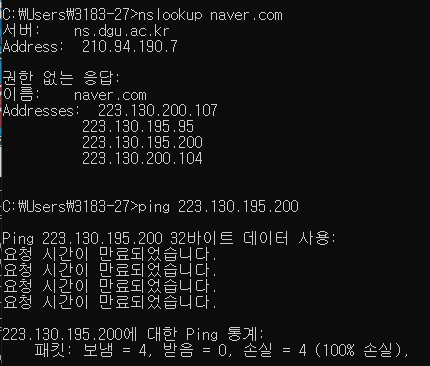 C:\Users\3183-27>nslookup naver.com
서버:    ns.dgu.ac.kr
Address:  210.94.190.7
권한 없는 응답:
이름:    naver.com
Addresses:  223.130.200.107
223.130.195.95
223.130.195.200
223.130.200.104
C:\Users\3183-27>ping 223.130.195.200
Ping 223.130.195.200 32바이트 데이터 사용:
요청 시간이 만료되었습니다.
요청 시간이 만료되었습니다.
요청 시간이 만료되었습니다.
요청 시간이 만료되었습니다.
223.130.195.200에 대한 Ping 통계:
패킷: 보냄 = 4, 받음 = 0, 손실 = 4 (100% 손실),